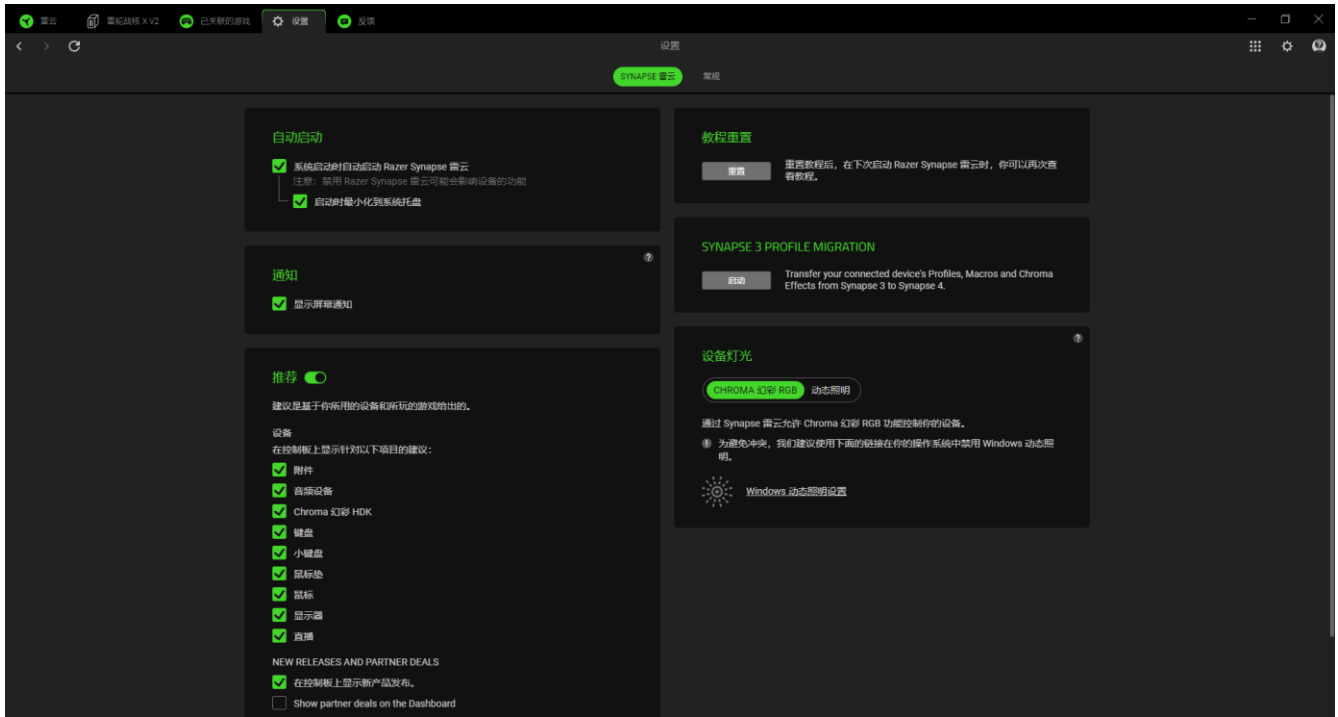 雷云
雷蛇战核 X V2
已关联的游戏
设置
反馈
设置
SYNAPSE 雷云
常规
自动启动
系统启动时自动启动 Razer Synapse 雷云
注意：禁用 Razer Synapse 雷云可能会影响设备的功能
启动时最小化到系统托盘
通知
显示屏幕通知
推荐
建议是基于你所用的设备和所玩的游戏给出的。
设备
在控制板上显示针对以下项目的建议：
附件
音频设备
Chroma 幻彩 HDK
键盘
小键盘
鼠标垫
鼠标
显示器
直播
NEW RELEASES AND PARTNER DEALS
在控制板上显示新产品发布。
Show partner deals on the Dashboard
教程重置
重置
重置教程后，在下次启动 Razer Synapse 雷云时，你可以再次查
看教程。
SYNAPSE 3 PROFILE MIGRATION
启动
Transfer your connected device's Profiles, Macros and Chroma
Effects from Synapse 3 to Synapse 4.
设备灯光
CHROMA 幻彩 RGB
动态照明
通过 Synapse 雷云允许 Chroma 幻彩 RGB 功能控制你的设备。
为避免冲突，我们建议使用下面的链接在你的操作系统中禁用 Windows 动态照
明。
Windows 动态照明设置